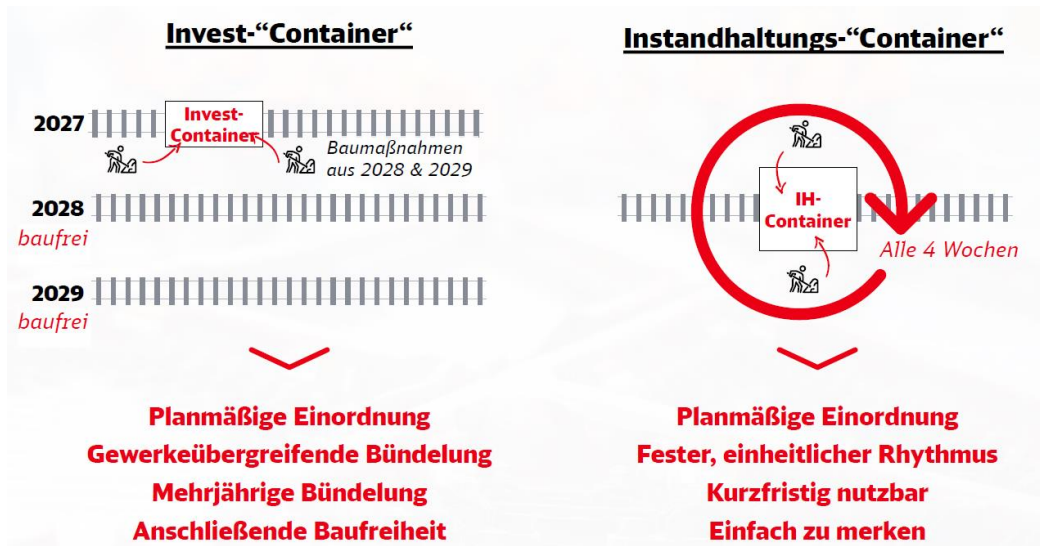 Invest-“Container“
2027
Invest-
Container
Baumaßnahmen
aus 2028 & 2029
2028
baufrei
2029
baufrei
Planmäßige Einordnung
Gewerkeübergreifende Bündelung
Mehrjährige Bündelung
Anschließende Baufreiheit
Instandhaltungs-“Container“
IH-
Container
Alle 4 Wochen
Planmäßige Einordnung
Fester, einheitlicher Rhythmus
Kurzfristig nutzbar
Einfach zu merken